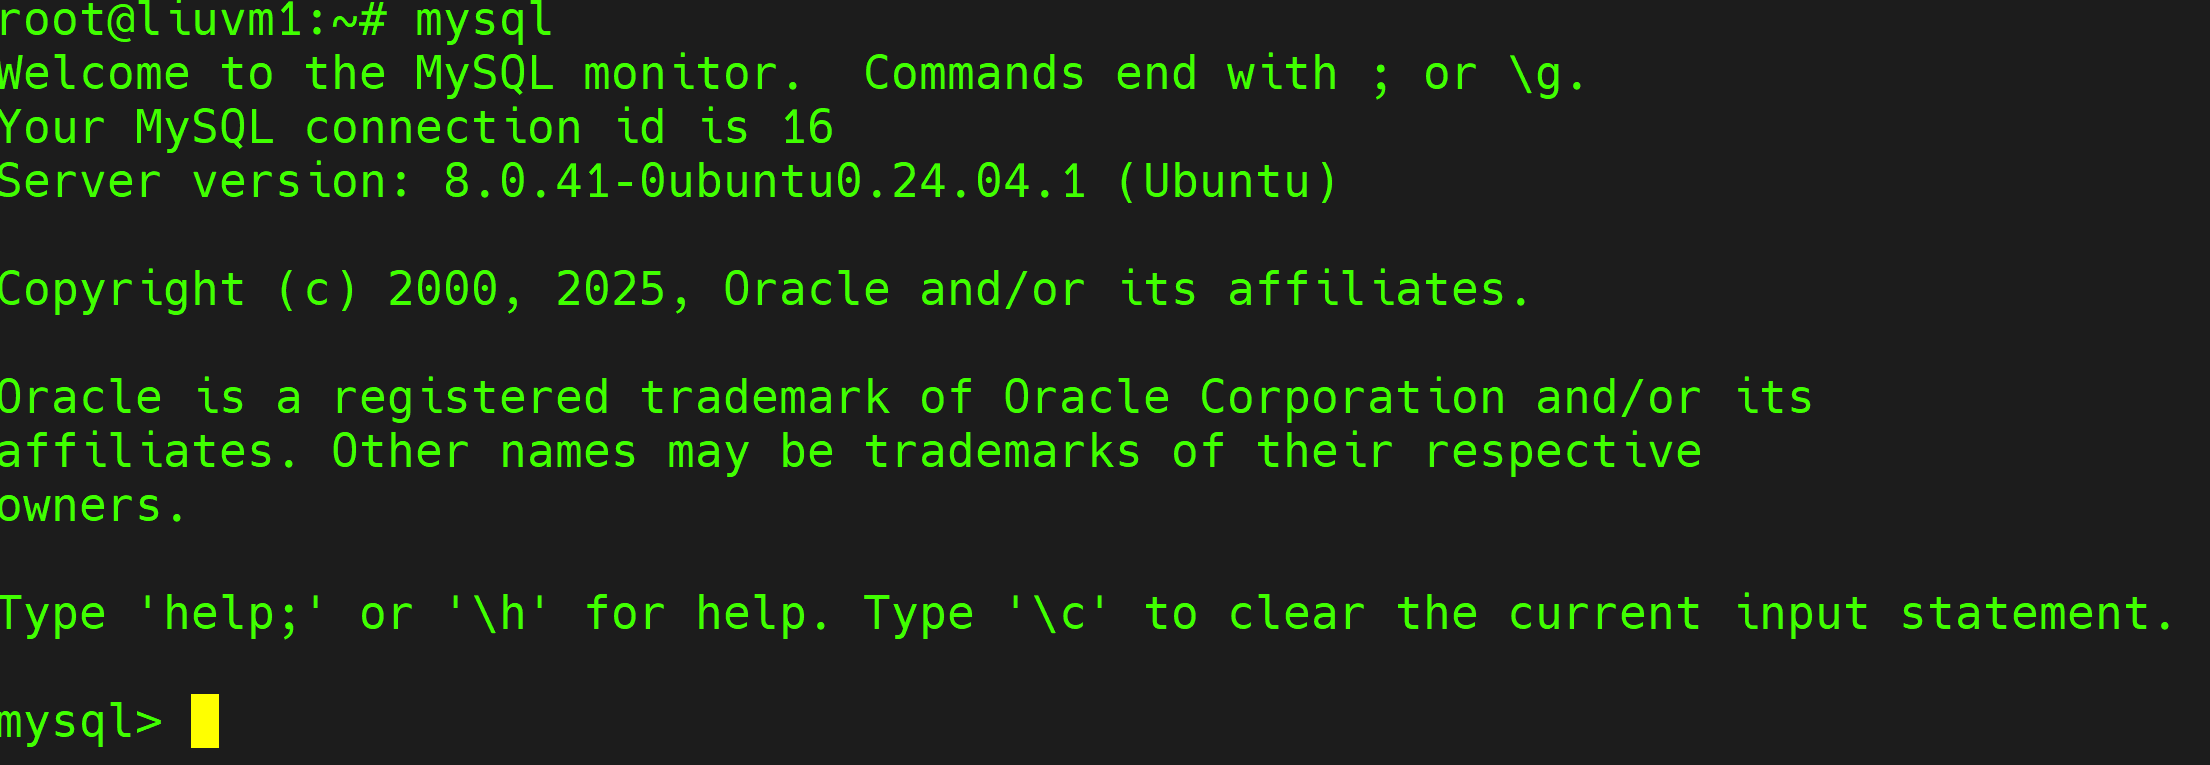 root@liuvm1:~# mysql
Welcome to the MySQL monitor.  Commands end with ; or \g.
Your MySQL connection id is 16
Server version: 8.0.41-0ubuntu0.24.04.1 (Ubuntu)
Copyright (c) 2000, 2025, Oracle and/or its affiliates.
Oracle is a registered trademark of Oracle Corporation and/or its
affiliates. Other names may be trademarks of their respective
owners.
Type 'help;' or '\h' for help. Type '\c' to clear the current input statement.
mysql>